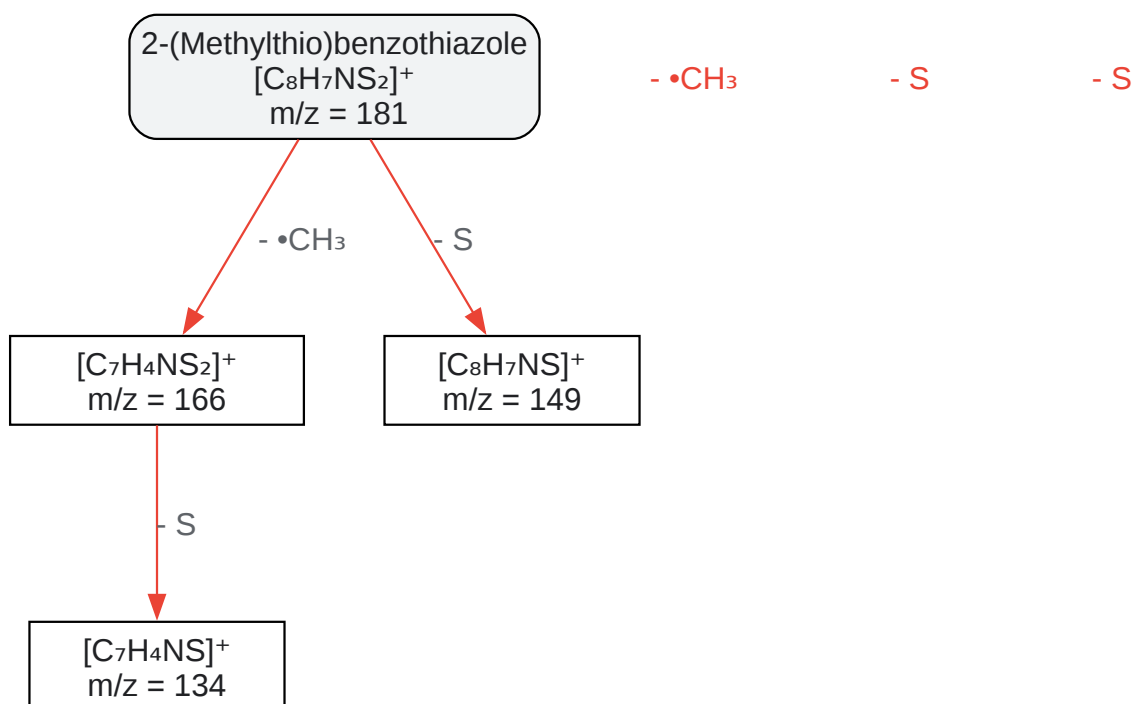 2-(Methylthio)benzothiazole
[C₈H₇NS₂]⁺
m/z = 181
- •CH₃
- S
- S
- •CH₃
- S
[C₇H₄NS₂]⁺
m/z = 166
[C₈H₇NS]⁺
m/z = 149
- S
[C₇H₄NS]⁺
m/z = 134